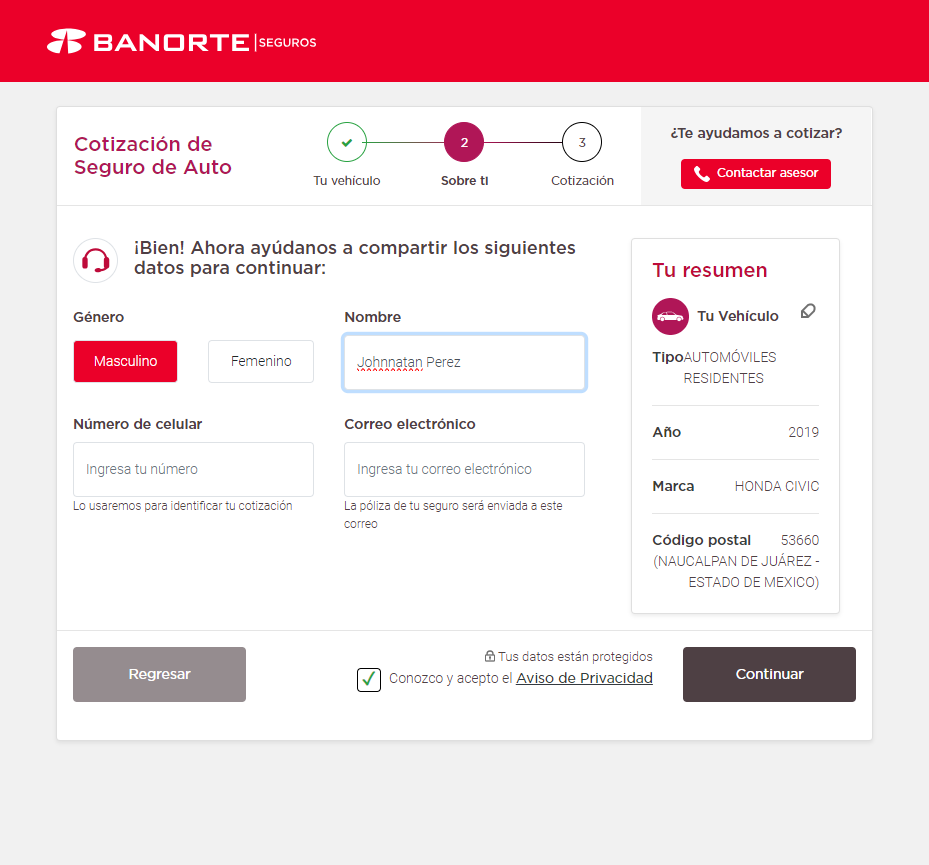 BANORTE | SEGUROS
Cotización de
Seguro de Auto
2
3
Tu vehículo
Sobre ti
Cotización
¿Te ayudamos a cotizar?
Contactar asesor
¡Bien! Ahora ayúdanos a compartir los siguientes
datos para continuar:
Género
Masculino
Femenino
Nombre
Johnnatan Perez
Número de celular
Ingresa tu número
Lo usaremos para identificar tu cotización
Correo electrónico
Ingresa tu correo electrónico
La póliza de tu seguro será enviada a este
correo
Tu resumen
Tu Vehículo
Tipo AUTOMÓVILES
RESIDENTES
Año 2019
Marca HONDA CIVIC
Código postal 53660
(NAUCALPAN DE JUÁREZ -
ESTADO DE MEXICO)
Regresar
Tus datos están protegidos
Conozco y acepto el Aviso de Privacidad
Continuar